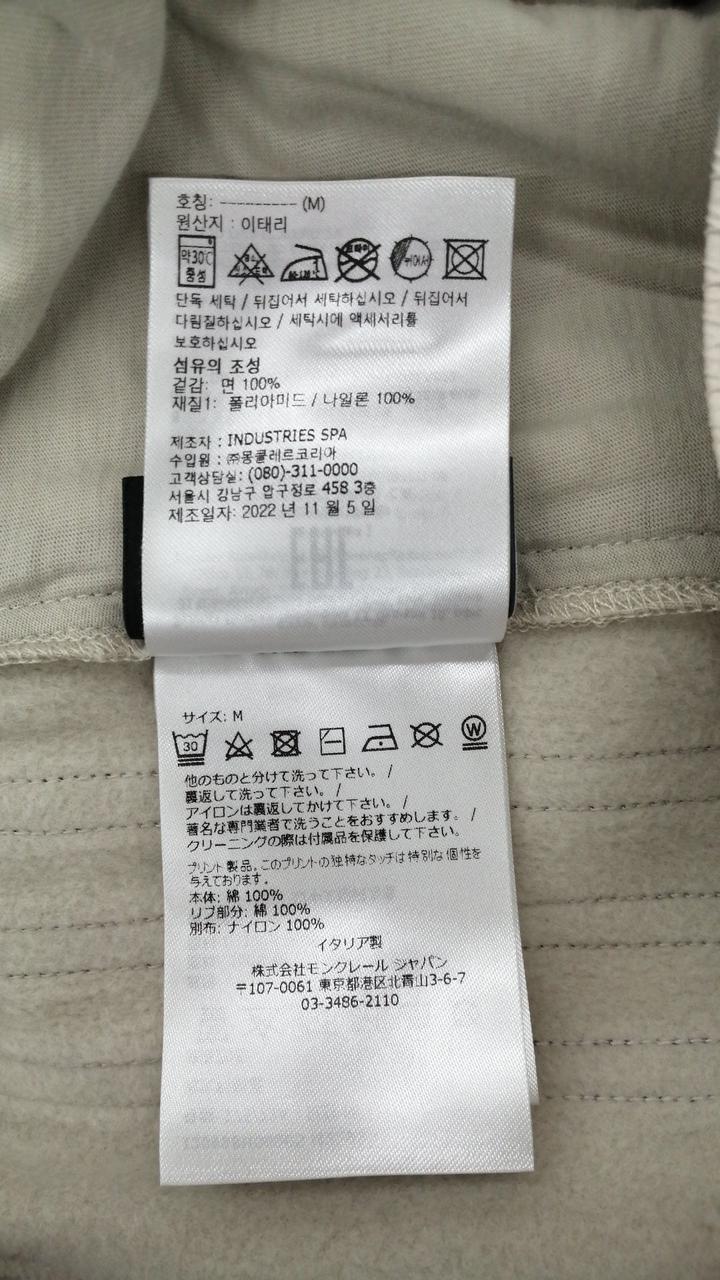 호칭: ---------- (M)
원산지 : 이태리
약30℃
중성
80-120℃
드라이
뉘어서
단독 세탁 / 뒤집어서 세탁하십시오 / 뒤집어서
다림질하십시오 / 세탁시에 액세서리를
보호하십시오
섬유의 조성
겉감: 면 100%
재질1: 폴리아미드 / 나일론 100%
제조자 : INDUSTRIES SPA
수입원 : ㈜몽클레르코리아
고객상담실: (080)-311-0000
서울시 강남구 압구정로 458 3층
제조일자: 2022 년 11 월 5 일
EAC
サイズ: M
30
W
他のものと分けて洗って下さい。 /
裏返して洗って下さい。 /
アイロンは裏返してかけて下さい。 /
著名な専門業者で洗うことをおすすめします。 /
クリーニングの際は付属品を保護して下さい。
プリント製品。このプリントの独特なタッチは特別な個性を
与えております。
本体: 綿 100%
リブ部分: 綿 100%
別布: ナイロン 100%
イタリア製
株式会社モンクレール ジャパン
〒107-0061 東京都港区北青山3-6-7
03-3486-2110